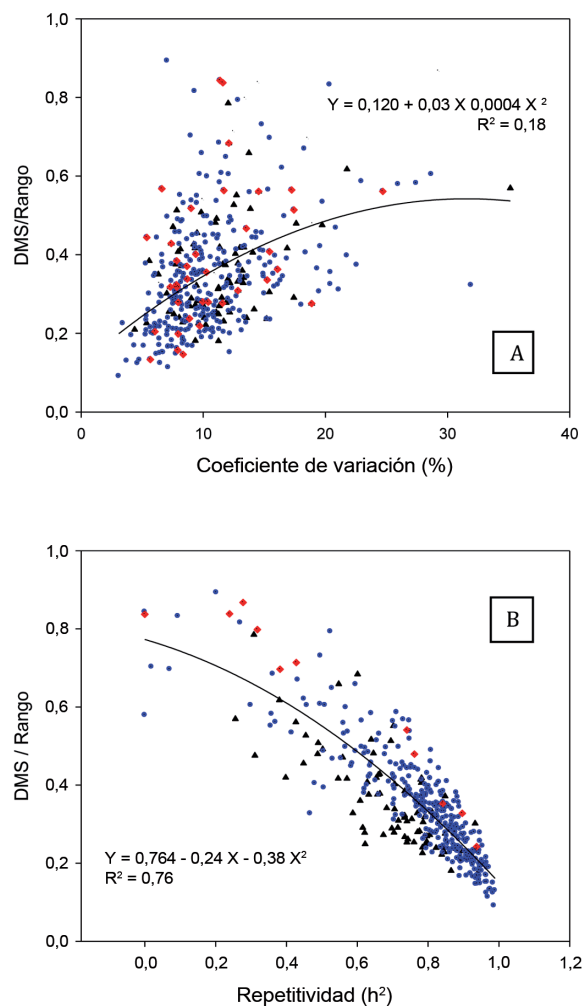 1,0
0,8
0,6
0,4
0,2
0,0
DMS/Rango
Y = 0,120 + 0,03 X 0,0004 X ²
R² = 0,18
A
0
10
20
30
40
Coeficiente de variación (%)
1,0
0,8
0,6
0,4
0,2
0,0
DMS / Rango
B
Y = 0,764 - 0,24 X - 0,38 X²
R² = 0,76
0,0
0,2
0,4
0,6
0,8
1,0
1,2
Repetitividad (h²)